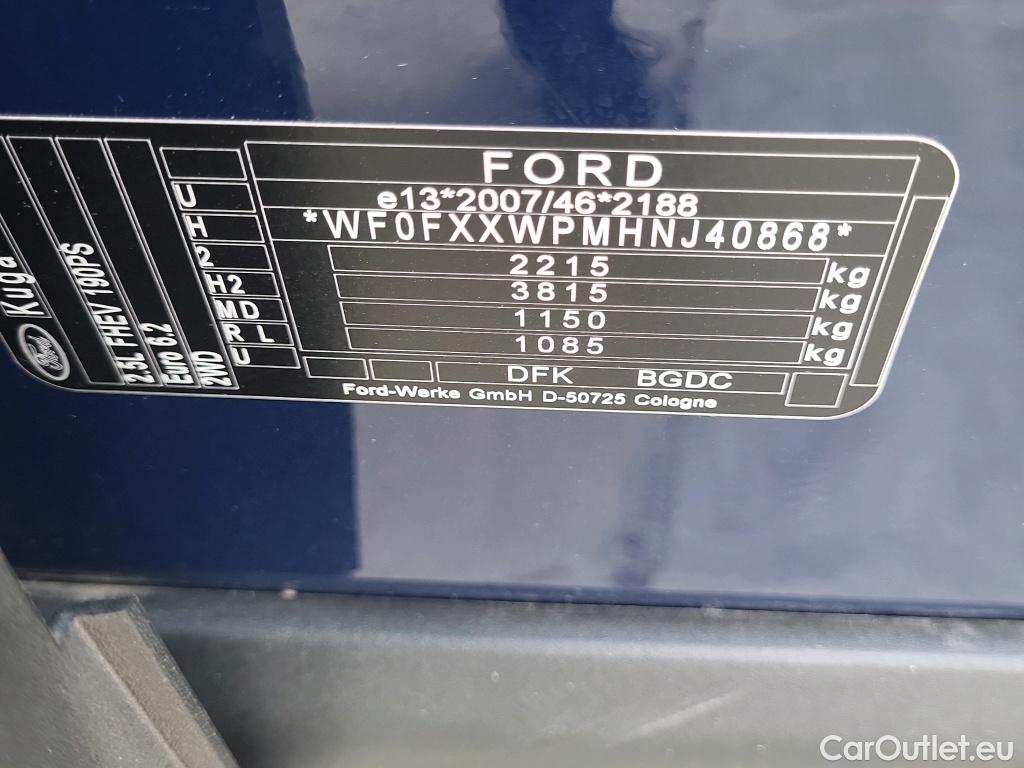 FORD
e13*2007/46*2188
*WF0FXXWPMHNJ40868*
2215 kg
3815 kg
1150 kg
1085 kg
DFK BGDC
Ford-Werke GmbH D-50725 Cologne
U
H
2
H2
MD
R L
U
Ford Kuga
2.5L FHEV 190PS
Euro 6.2
2WD
CarOutlet.eu